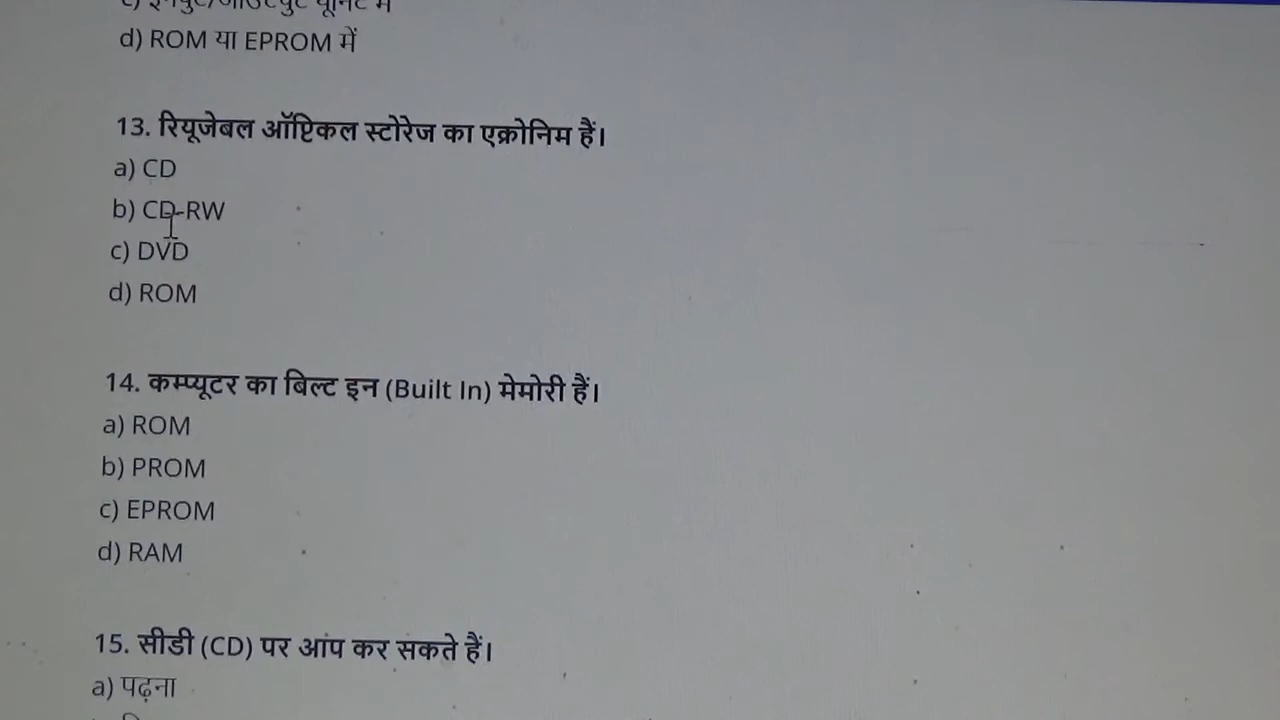 d) ROM या EPROM में
13. रियूजेबल ऑप्टिकल स्टोरेज का एक्रोनिम हैं।
a) CD
b) CD-RW
c) DVD
d) ROM
14. कम्प्यूटर का बिल्ट इन (Built In) मेमोरी हैं।
a) ROM
b) PROM
c) EPROM
d) RAM
15. सीडी (CD) पर आप कर सकते हैं।
a) पढ़ना